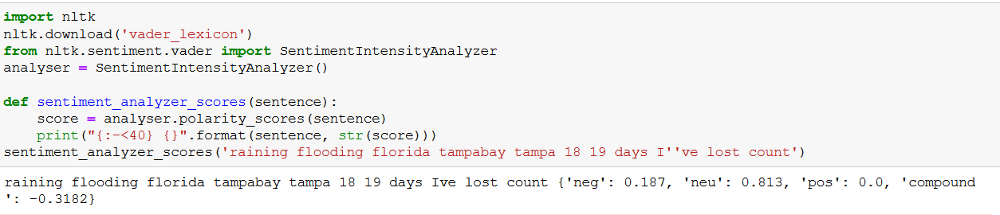 import nltk
nltk.download('vader_lexicon')
from nltk.sentiment.vader import SentimentIntensityAnalyzer
analyser = SentimentIntensityAnalyzer()
def sentiment_analyzer_scores(sentence):
    score = analyser.polarity_scores(sentence)
    print("{:-<40} {}".format(sentence, str(score)))
sentiment_analyzer_scores('raining flooding florida tampabay tampa 18 19 days I''ve lost count')
raining flooding florida tampabay tampa 18 19 days Ive lost count {'neg': 0.187, 'neu': 0.813, 'pos': 0.0, 'compound
': -0.3182}